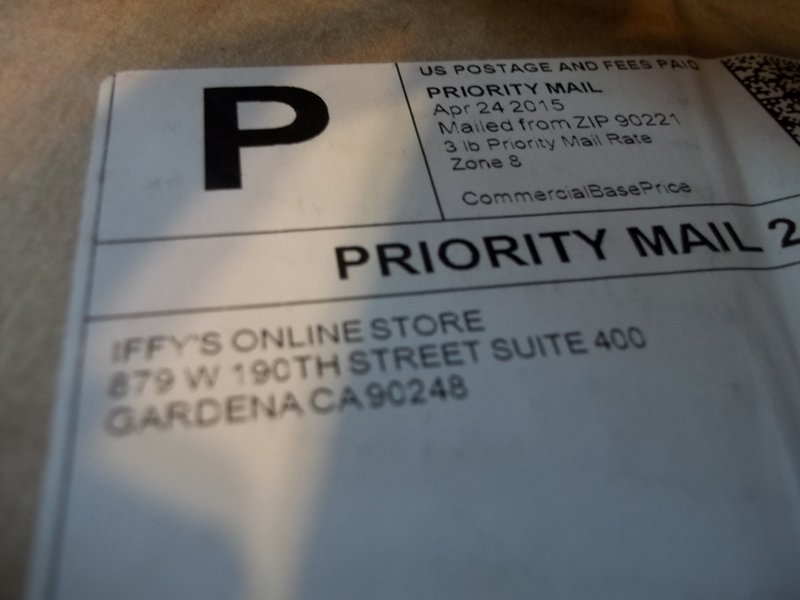 P
US POSTAGE AND FEES PAID
PRIORITY MAIL
Apr 24 2015
Mailed from ZIP 90221
3 lb Priority Mail Rate
Zone 8
CommercialBasePrice
PRIORITY MAIL 2
IFFY'S ONLINE STORE
879 W 190TH STREET SUITE 400
GARDENA CA 90248